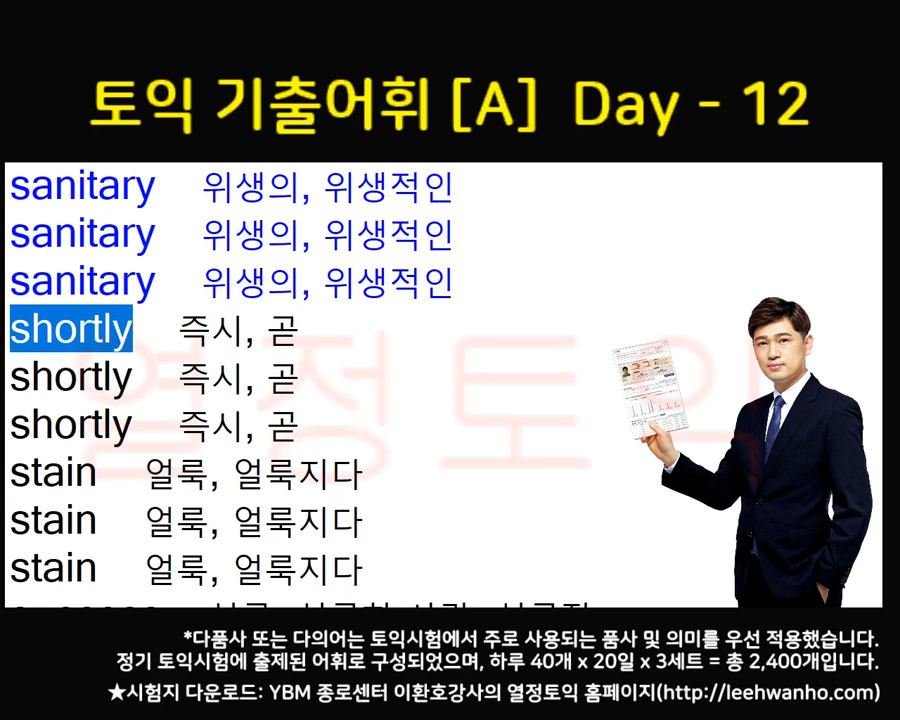 토익 기출어휘 [A] Day - 12
sanitary 위생의, 위생적인
sanitary 위생의, 위생적인
sanitary 위생의, 위생적인
shortly 즉시, 곧
shortly 즉시, 곧
shortly 즉시, 곧
stain 얼룩, 얼룩지다
stain 얼룩, 얼룩지다
stain 얼룩, 얼룩지다
열정토익
*다품사 또는 다의어는 토익시험에서 주로 사용되는 품사 및 의미를 우선 적용했습니다.
정기 토익시험에 출제된 어휘로 구성되었으며, 하루 40개 x 20일 x 3세트 = 총 2,400개입니다.
★시험지 다운로드: YBM 종로센터 이환호강사의 열정토익 홈페이지(http://leehwanho.com)